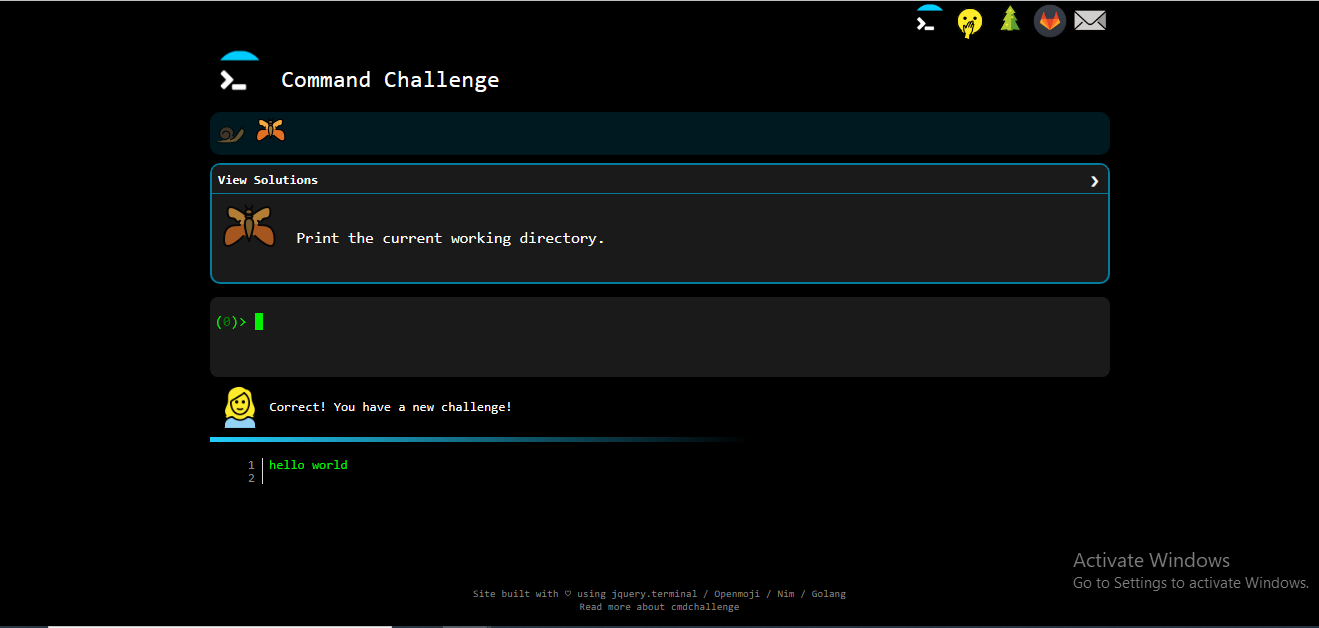 Command Challenge
View Solutions
Print the current working directory.
(0)>
Correct! You have a new challenge!
1 hello world
2
Activate Windows
Go to Settings to activate Windows.
Site built with ♡ using jquery.terminal / Openmoji / Nim / Golang
Read more about cmdchallenge